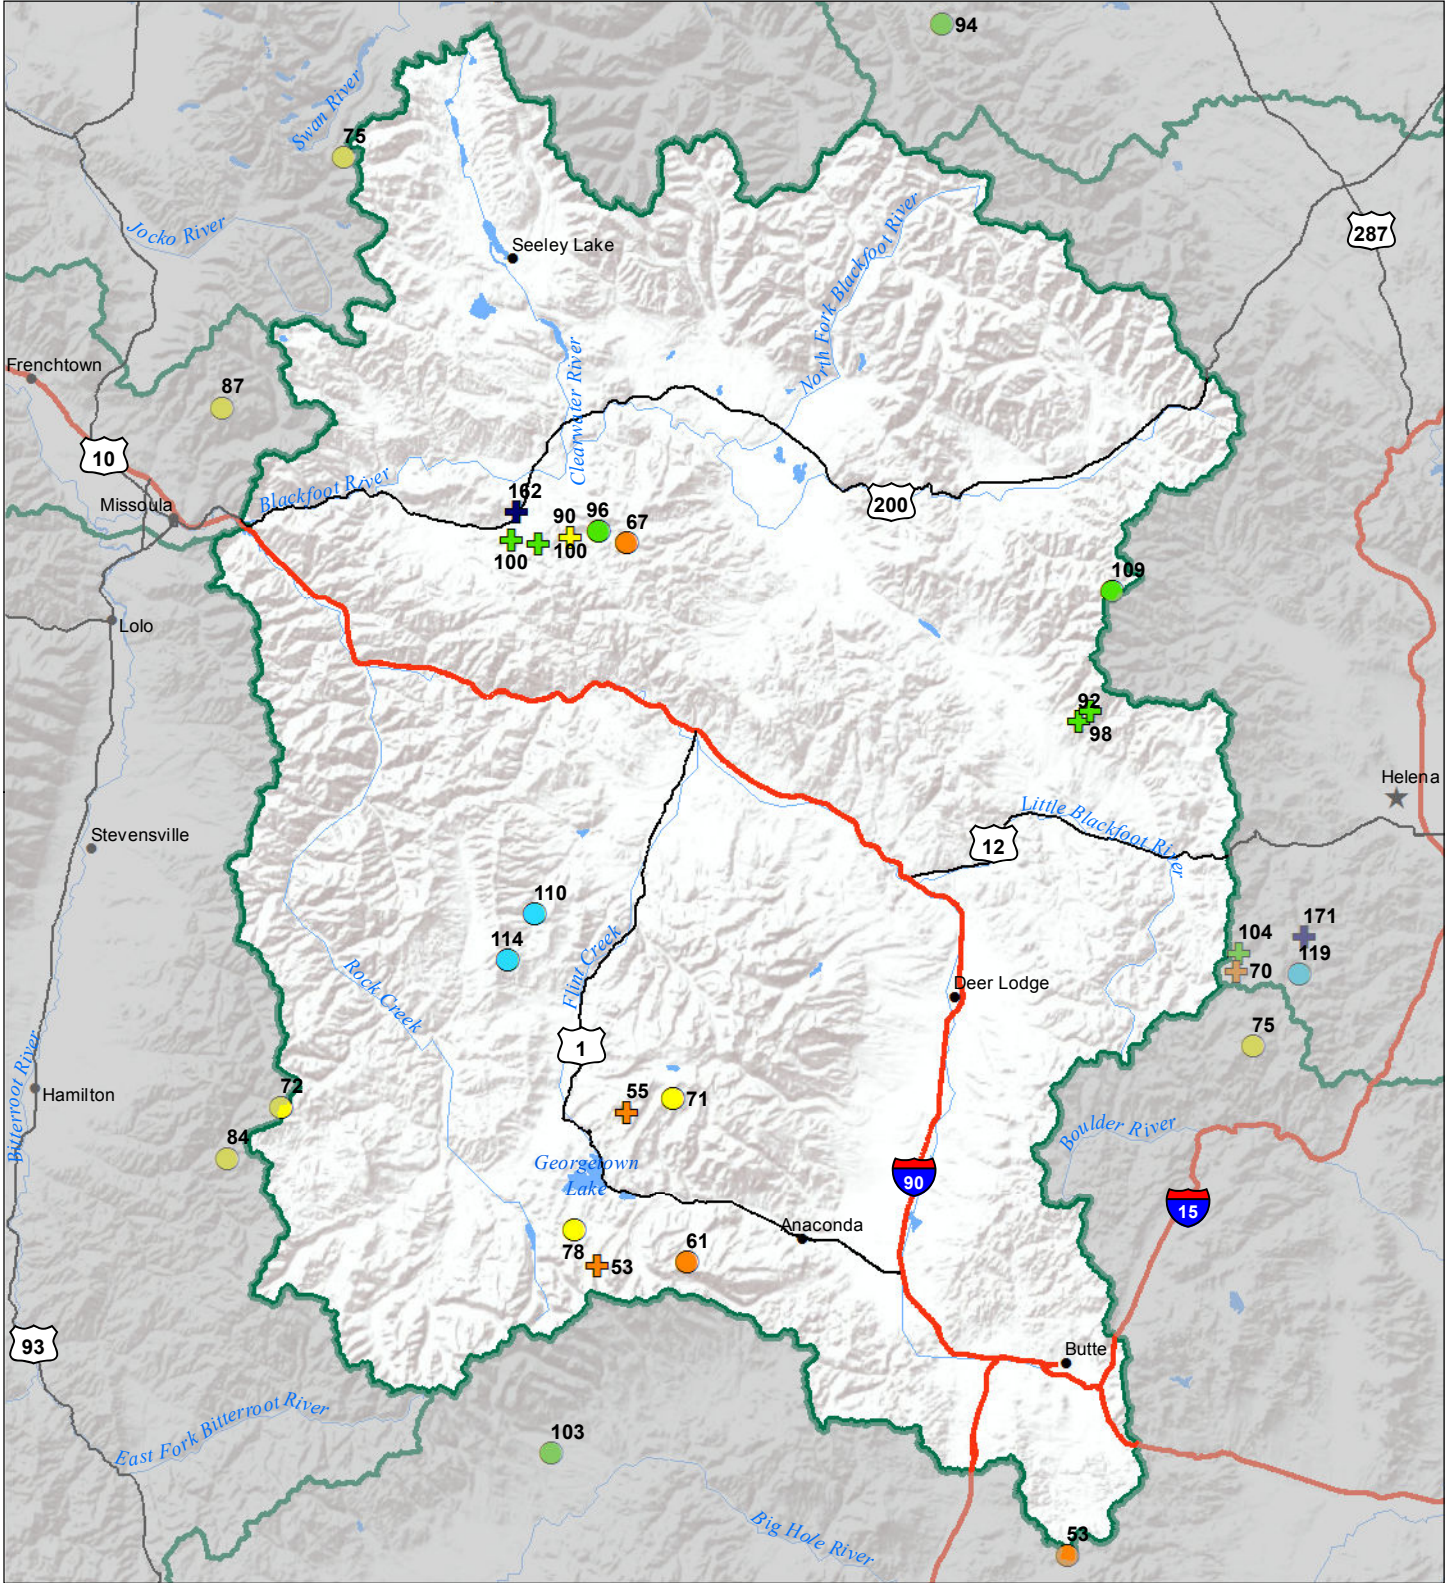 94
Swan River
75
Jocko River
Seeley Lake
North Fork Blackfoot River
287
Frenchtown
87
Clearwater River
10
Blackfoot River
Missoula
162
200
90
96
67
100
100
109
Lolo
92
98
Helena
Little Blackfoot River
12
Stevensville
110
171
114
104
119
70
Flint Creek
Rock Creek
Deer Lodge
1
75
Bitterroot River
Hamilton
72
55
71
84
Boulder River
Georgetown
Lake
90
15
Anaconda
78
53
61
93
Butte
East Fork Bitterroot River
103
Big Hole River
53